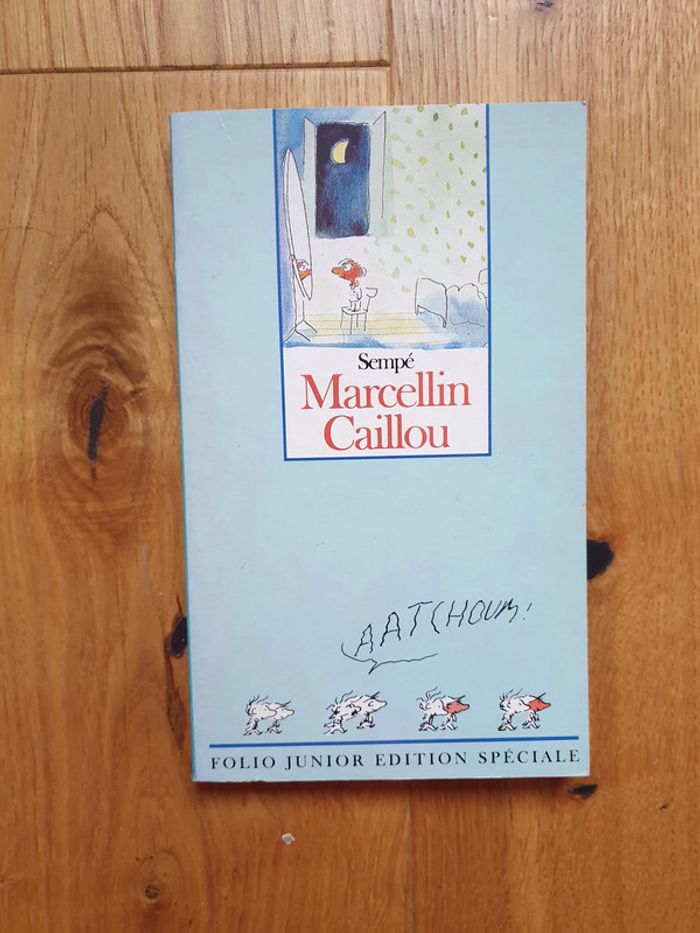 Sempé
Marcellin
Caillou
AATCHOUM!
FOLIO JUNIOR EDITION SPÉCIALE